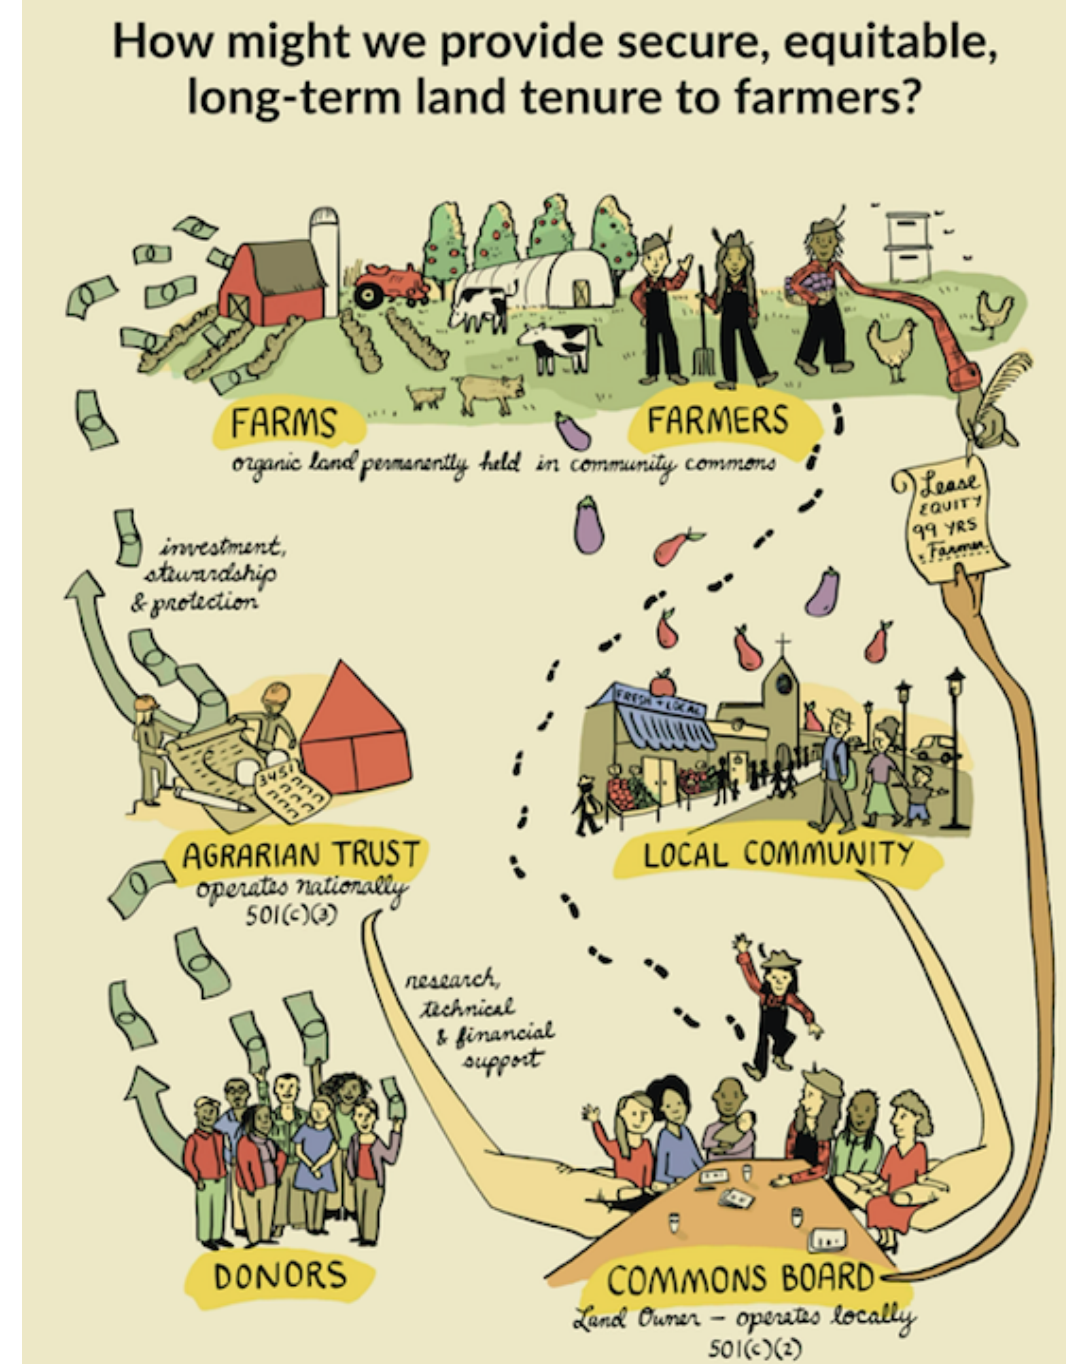 How might we provide secure, equitable,
long-term land tenure to farmers?
FARMS
FARMERS
organic land permanently held in community commons
Lease
EQUITY
99 YRS
x Farmer
investment,
stewardship
& protection
3451
FRESH + LOCAL
AGRARIAN TRUST
operates nationally
501(c)(3)
LOCAL COMMUNITY
research,
technical
& financial
support
DONORS
COMMONS BOARD
Land Owner – operates locally
501(c)(2)